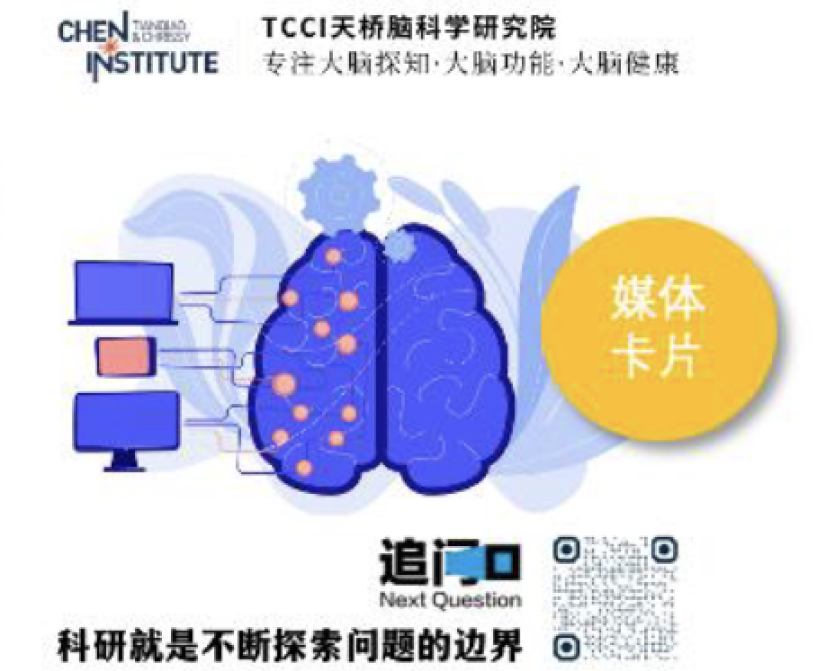 CHEN TIANQIAO & CHRISSY
INSTITUTE
TCCI天桥脑科学研究院
专注大脑探知·大脑功能·大脑健康
媒体
卡片
追问
Next Question
科研就是不断探索问题的边界